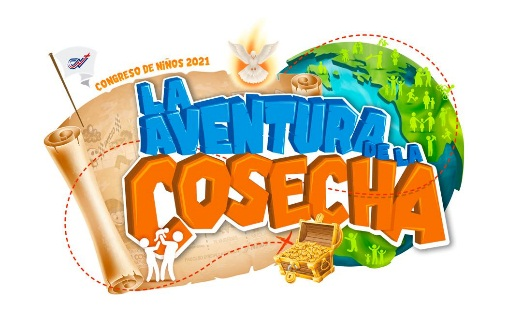 CONGRESO DE NIÑOS 2021
LA
AVENTURA
DE LA
COSECHA